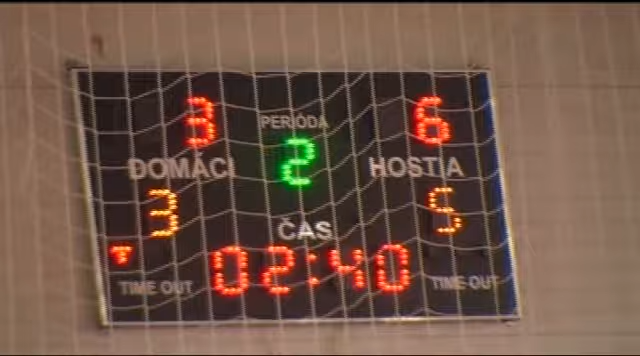 3 PERIÓDA 6
DOMÁCI 2 HOSTIA
3 ČAS 5
TIME OUT 02:40 TIME OUT